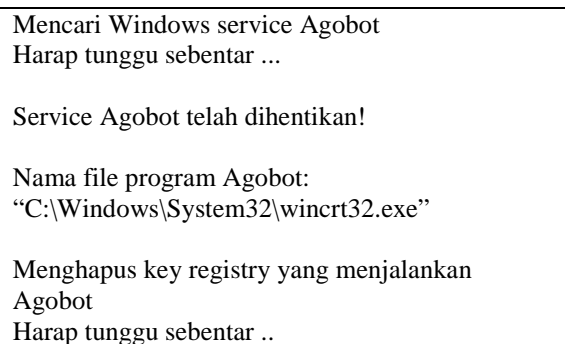 Mencari Windows service Agobot
Harap tunggu sebentar ...
Service Agobot telah dihentikan!
Nama file program Agobot:
“C:\Windows\System32\wincrt32.exe”
Menghapus key registry yang menjalankan
Agobot
Harap tunggu sebentar ..